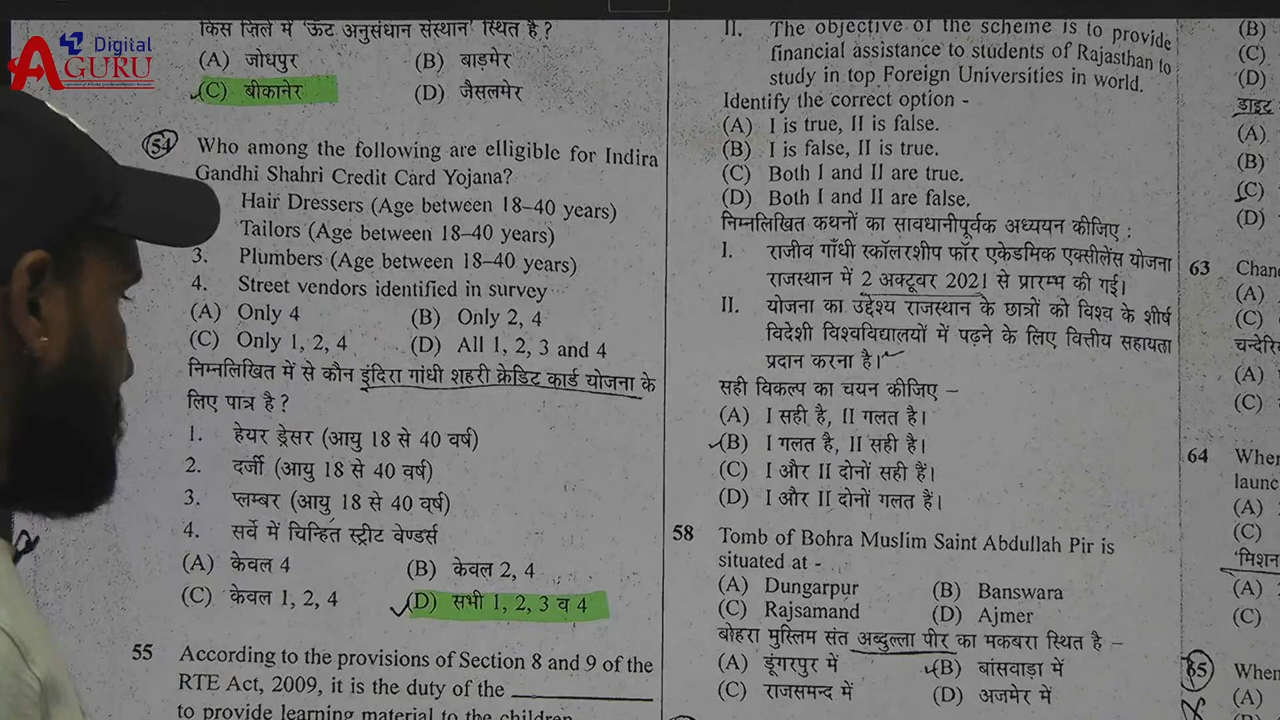 Digital
AGURU
किस ज़िले में 'ऊँट अनुसंधान संस्थान' स्थित है ?
(A) जोधपुर (B) बाड़मेर
(C) बीकानेर (D) जैसलमेर
54 Who among the following are elligible for Indira
Gandhi Shahri Credit Card Yojana?
Hair Dressers (Age between 18-40 years)
Tailors (Age between 18-40 years)
3. Plumbers (Age between 18-40 years)
4. Street vendors identified in survey
(A) Only 4 (B) Only 2, 4
(C) Only 1, 2, 4 (D) All 1, 2, 3 and 4
निम्नलिखित में से कौन इंदिरा गांधी शहरी क्रेडिट कार्ड योजना के
लिए पात्र है ?
1. हेयर ड्रेसर (आयु 18 से 40 वर्ष)
2. दर्जी (आयु 18 से 40 वर्ष)
3. प्लम्बर (आयु 18 से 40 वर्ष)
4. सर्वे में चिन्हित स्ट्रीट वेण्डर्स
(A) केवल 4 (B) केवल 2, 4
(C) केवल 1, 2, 4 (D) सभी 1, 2, 3 व 4
55 According to the provisions of Section 8 and 9 of the
RTE Act, 2009, it is the duty of the ____________
to provide learning material to the children
II. The objective of the scheme is to provide
financial assistance to students of Rajasthan to
study in top Foreign Universities in world.
Identify the correct option -
(A) I is true, II is false.
(B) I is false, II is true.
(C) Both I and II are true.
(D) Both I and II are false.
निम्नलिखित कथनों का सावधानीपूर्वक अध्ययन कीजिए :
I. राजीव गाँधी स्कॉलरशीप फॉर एकेडमिक एक्सीलेंस योजना
राजस्थान में 2 अक्टूबर 2021 से प्रारम्भ की गई।
II. योजना का उद्देश्य राजस्थान के छात्रों को विश्व के शीर्ष
विदेशी विश्वविद्यालयों में पढ़ने के लिए वित्तीय सहायता
प्रदान करना है।
सही विकल्प का चयन कीजिए –
(A) I सही है, II गलत है।
(B) I गलत है, II सही है।
(C) I और II दोनों सही हैं।
(D) I और II दोनों गलत हैं।
58 Tomb of Bohra Muslim Saint Abdullah Pir is
situated at -
(A) Dungarpur (B) Banswara
(C) Rajsamand (D) Ajmer
बोहरा मुस्लिम संत अब्दुल्ला पीर का मकबरा स्थित है –
(A) डूंगरपुर में (B) बांसवाड़ा में
(C) राजसमन्द में (D) अजमेर में
(B)
(C)
(D)
डाइट
(A)
(B)
(C)
(D)
63
(A)
(C)
(A)
(C)
64
(A)
(C)
'मिशन
(A)
(C)
65
(A)